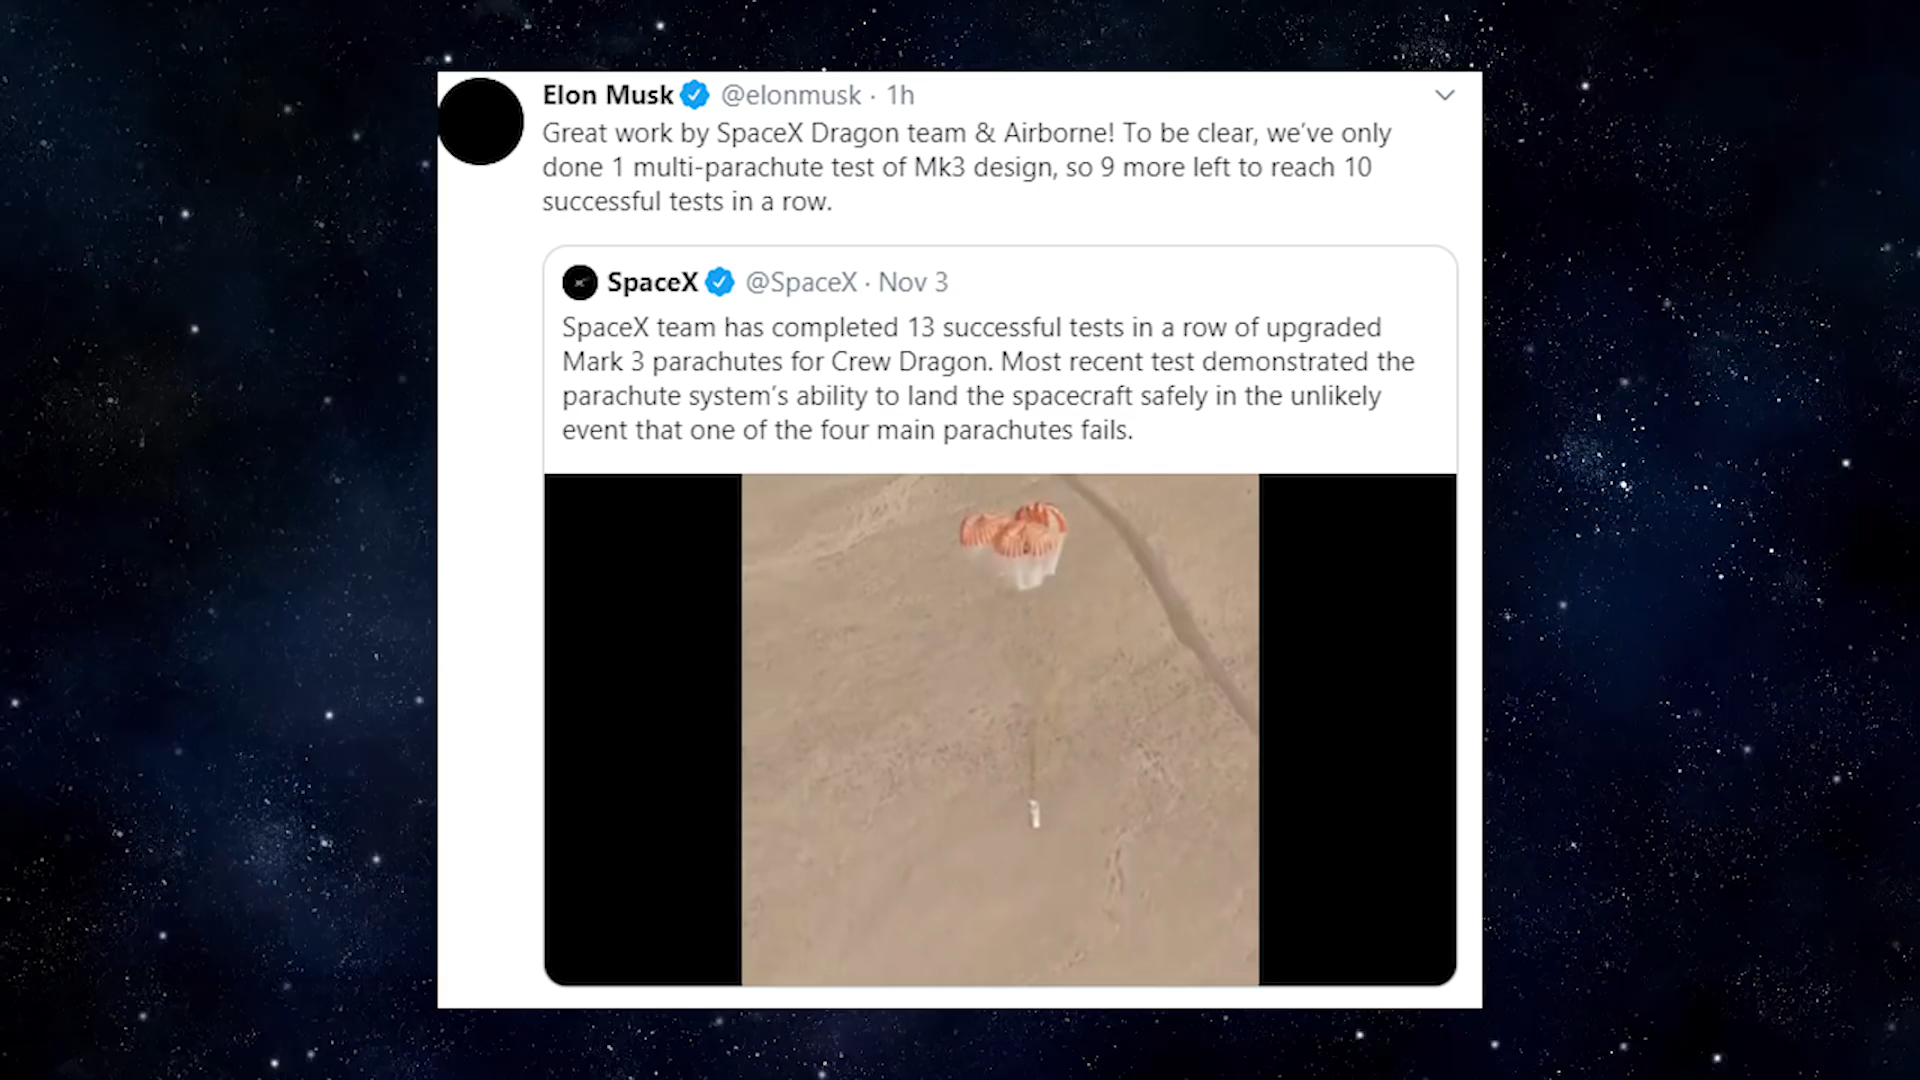 Elon Musk @elonmusk · 1h
Great work by SpaceX Dragon team & Airborne! To be clear, we’ve only
done 1 multi-parachute test of Mk3 design, so 9 more left to reach 10
successful tests in a row.
SpaceX @SpaceX · Nov 3
SpaceX team has completed 13 successful tests in a row of upgraded
Mark 3 parachutes for Crew Dragon. Most recent test demonstrated the
parachute system’s ability to land the spacecraft safely in the unlikely
event that one of the four main parachutes fails.